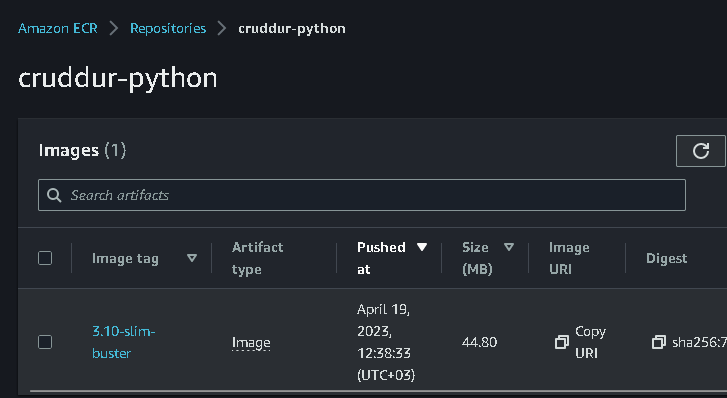 Amazon ECR > Repositories > cruddur-python
cruddur-python
Images (1)
Search artifacts
Image tag
Artifact type
Pushed at
Size (MB)
Image URI
Digest
3.10-slim-buster
Image
April 19, 2023, 12:38:33 (UTC+03)
44.80
Copy URI
sha256:7